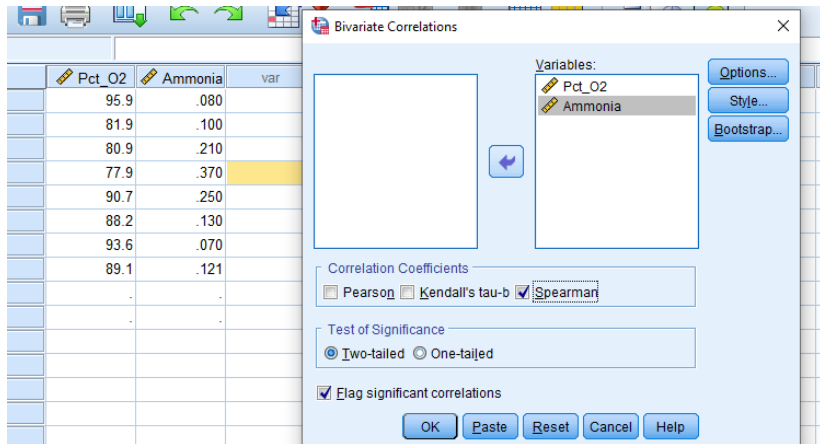 Bivariate Correlations
Pct_O2 Ammonia var
95.9 .080
81.9 .100
80.9 .210
77.9 .370
90.7 .250
88.2 .130
93.6 .070
89.1 .121
. .
. .
Variables:
Pct_O2
Ammonia
Options...
Style...
Bootstrap...
Correlation Coefficients
Pearson Kendall's tau-b Spearman
Test of Significance
Two-tailed One-tailed
Flag significant correlations
OK Paste Reset Cancel Help